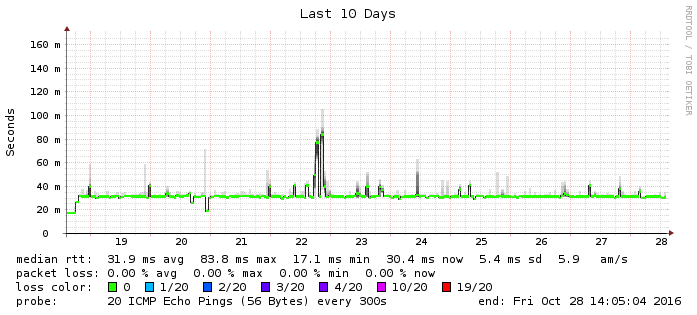 Last 10 Days
RRDTOOL / TOBI OETIKER
Seconds
160 m
140 m
120 m
100 m
80 m
60 m
40 m
20 m
0
19 20 21 22 23 24 25 26 27 28
median rtt: 31.9 ms avg 83.8 ms max 17.1 ms min 30.4 ms now 5.4 ms sd 5.9 am/s
packet loss: 0.00 % avg 0.00 % max 0.00 % min 0.00 % now
loss color: 0 1/20 2/20 3/20 4/20 10/20 19/20
probe: 20 ICMP Echo Pings (56 Bytes) every 300s end: Fri Oct 28 14:05:04 2016